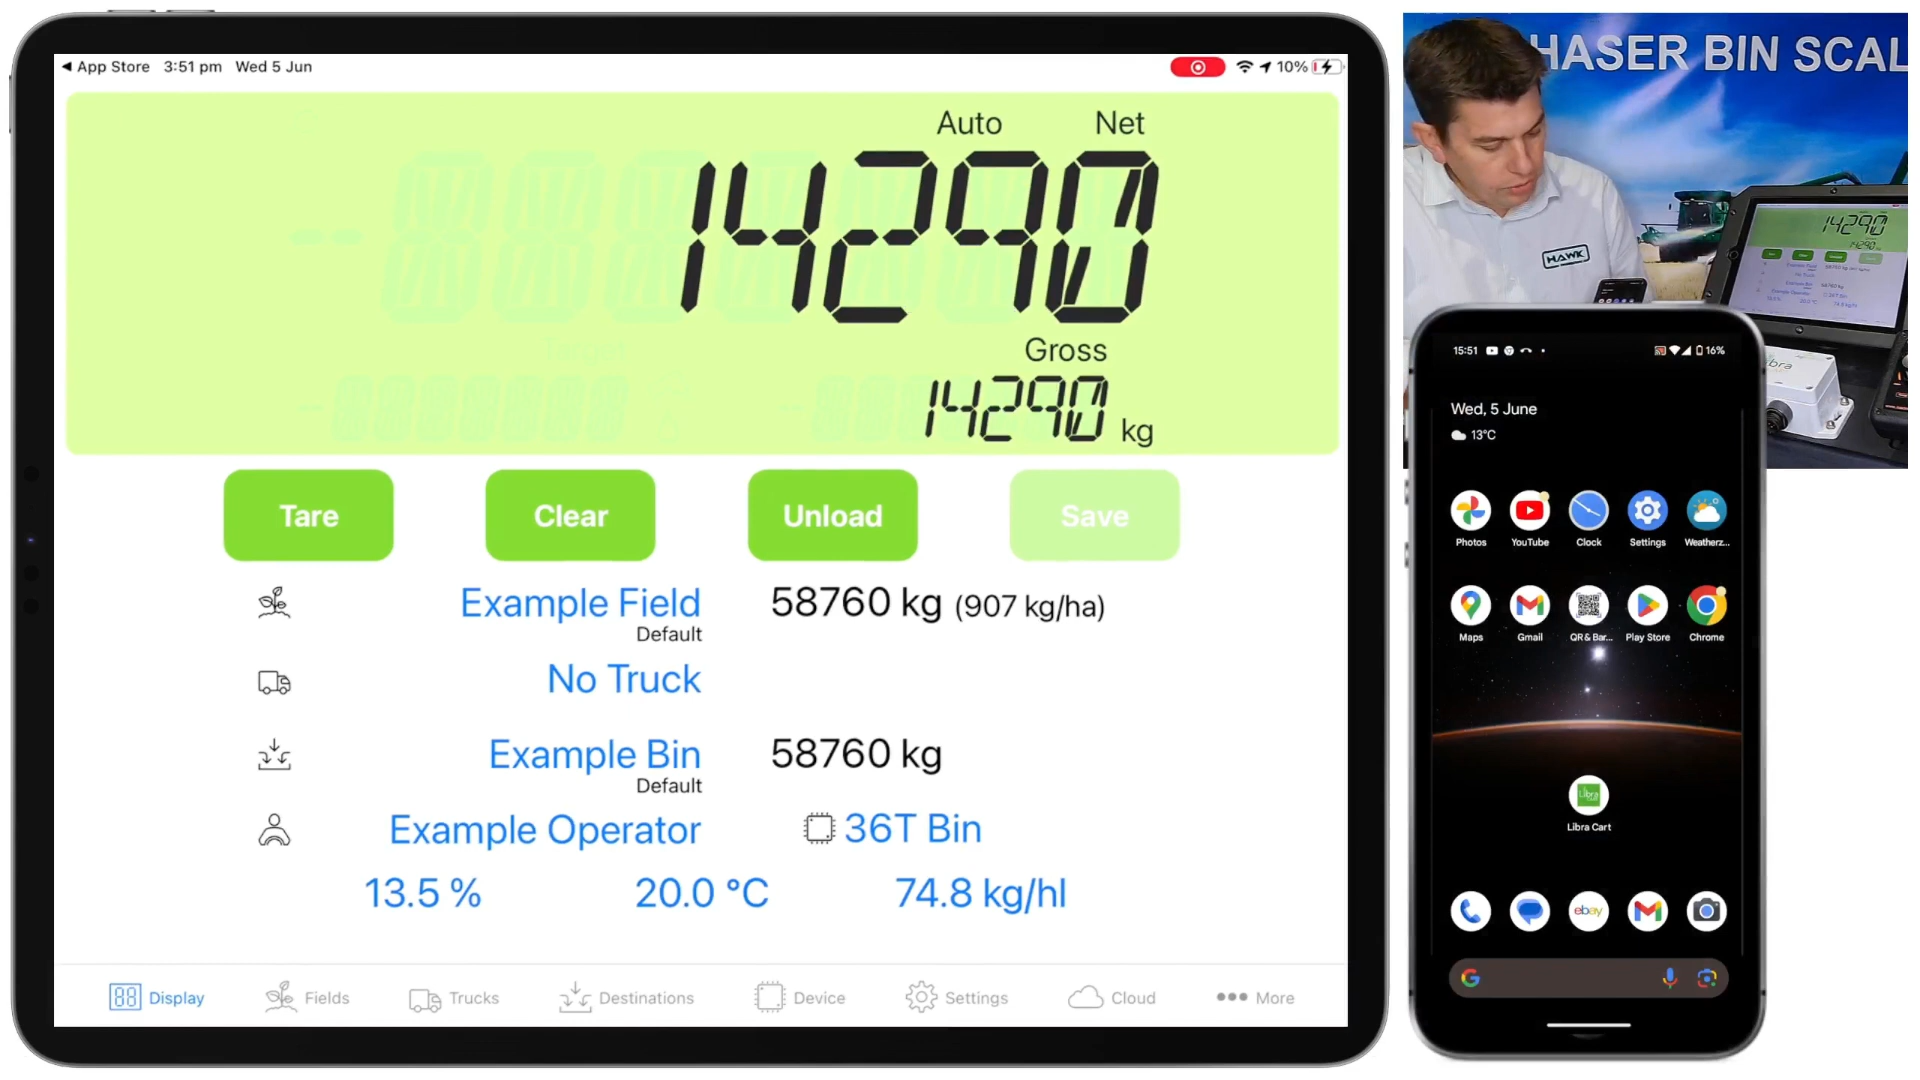 App Store 3:51 pm Wed 5 Jun
10%
Auto Net
14290
Gross
14290 kg
Tare Clear Unload Save
Example Field 58760 kg (907 kg/ha)
Default
No Truck
Example Bin 58760 kg
Default
Example Operator 36T Bin
13.5 % 20.0 °C 74.8 kg/hl
Display Fields Trucks Destinations Device Settings Cloud More
HASER BIN SCAL
HAWK
14290
15:51
16%
Wed, 5 June
13°C
Photos YouTube Clock Settings Weatherz...
Maps Gmail QR & Bar... Play Store Chrome
Libra
Libra Cart
ebay